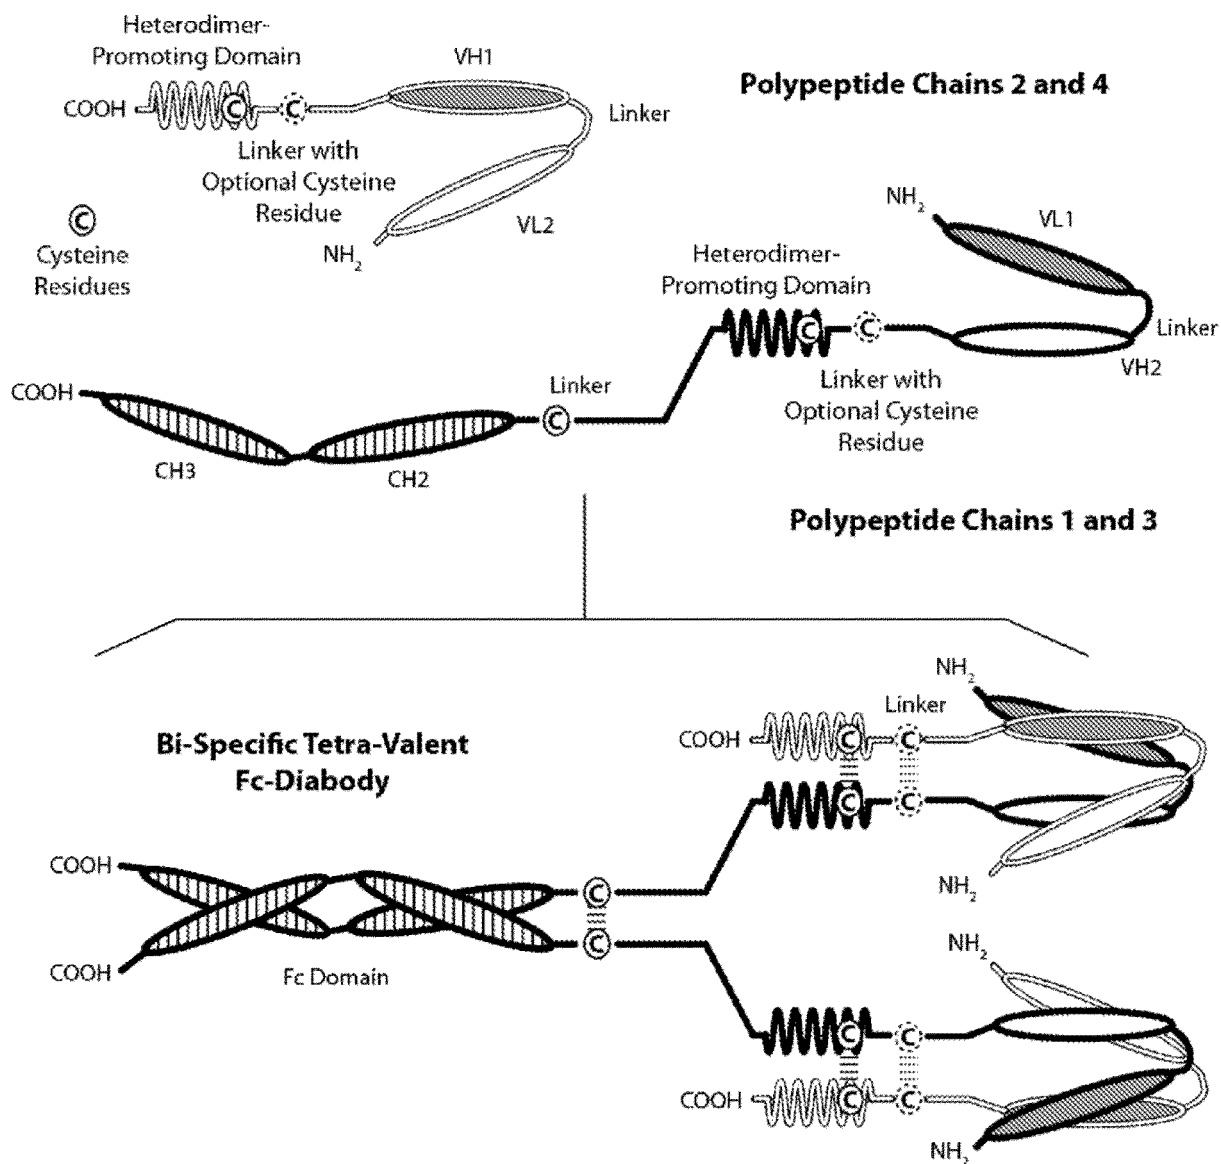 Heterodimer-
Promoting Domain
VH1
Polypeptide Chains 2 and 4
COOH
C
C
Linker
Linker with
Optional Cysteine
Residue
C
VL2
NH2
Cysteine
Residues
NH2
VL1
Heterodimer-
Promoting Domain
C
C
Linker
VH2
COOH
Linker
Linker with
Optional Cysteine
Residue
C
CH3
CH2
Polypeptide Chains 1 and 3
NH2
Linker
Bi-Specific Tetra-Valent
Fc-Diabody
COOH
C
C
C
C
COOH
NH2
C
C
NH2
COOH
Fc Domain
C
C
COOH
C
C
NH2